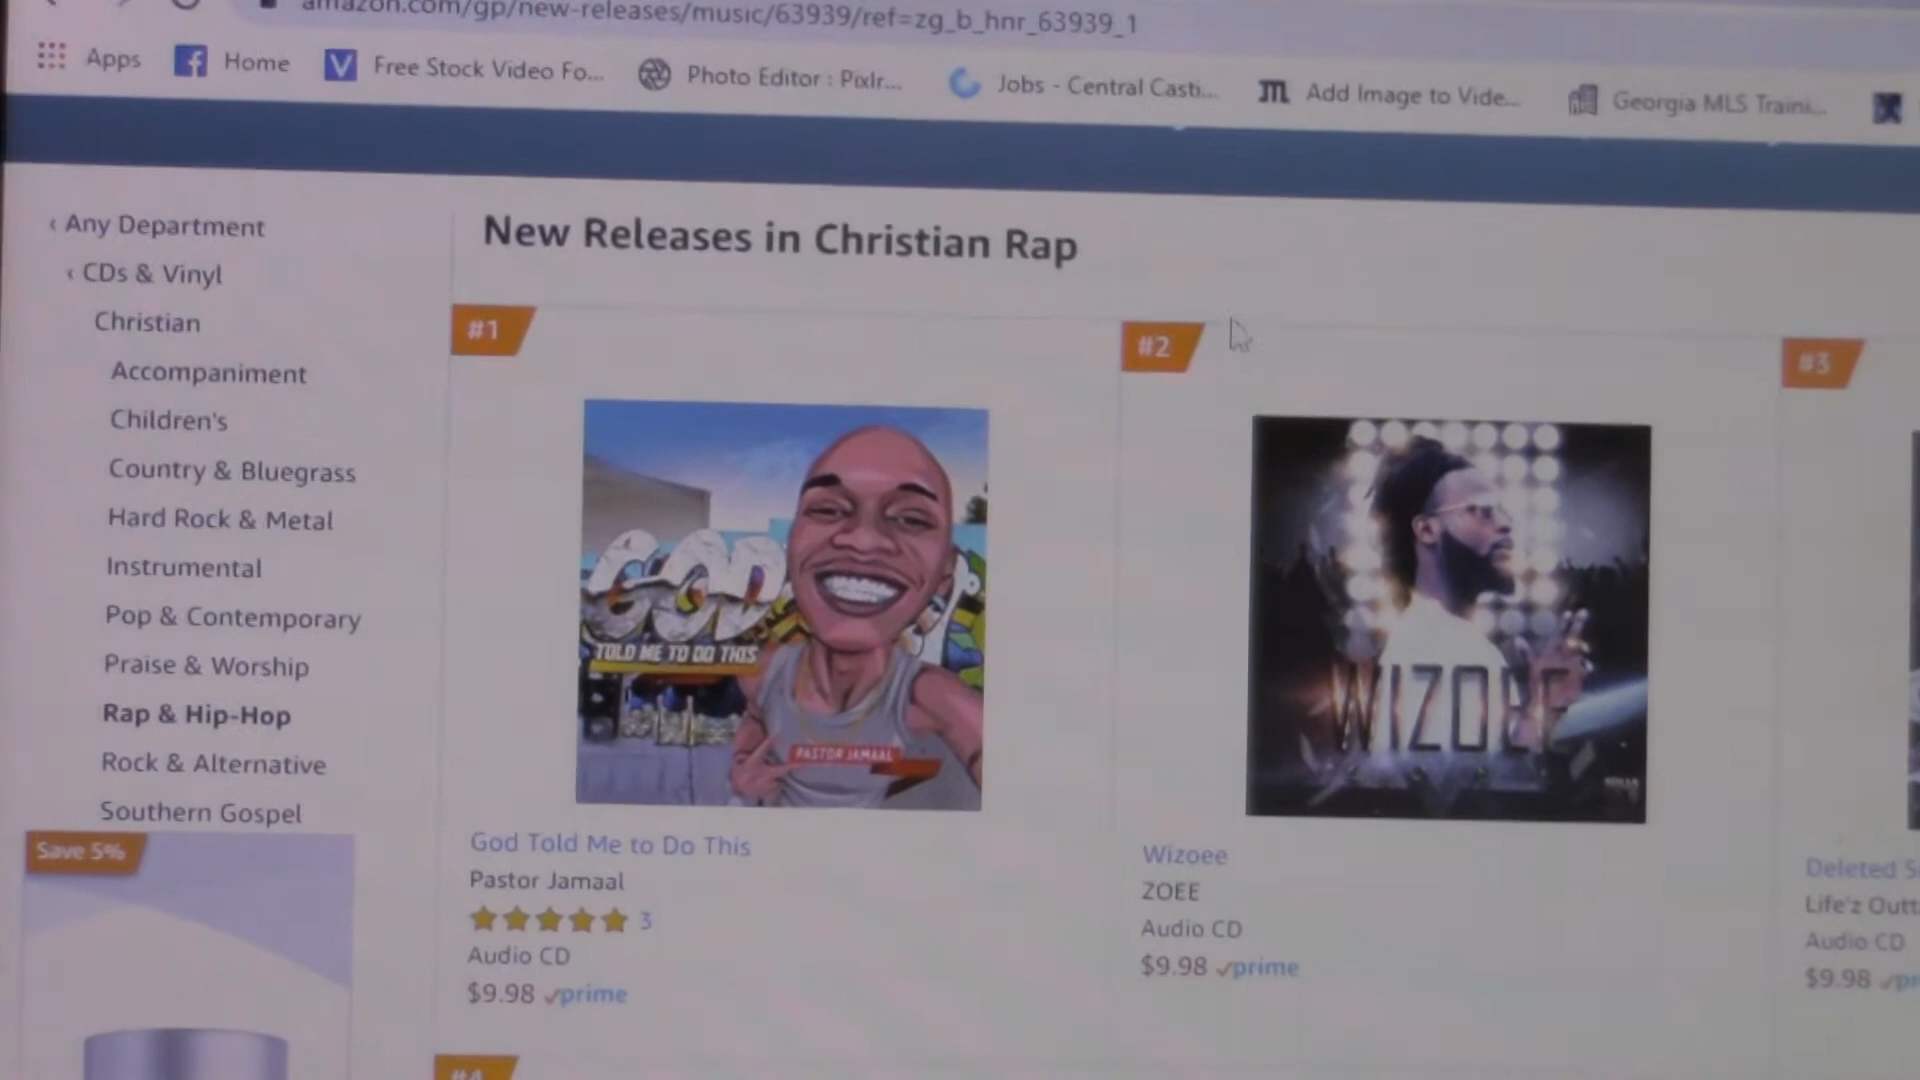 amazon.com/gp/new-releases/music/63939/ref=zg_b_hnr_63939_1
Apps Home Free Stock Video Fo... Photo Editor : Pixlr... Jobs - Central Casti... Add Image to Vide... Georgia MLS Traini...
‹ Any Department
‹ CDs & Vinyl
Christian
Accompaniment
Children's
Country & Bluegrass
Hard Rock & Metal
Instrumental
Pop & Contemporary
Praise & Worship
Rap & Hip-Hop
Rock & Alternative
Southern Gospel
Save 5%
New Releases in Christian Rap
#1
GOD
TOLD ME TO DO THIS
PASTOR JAMAAL
God Told Me to Do This
Pastor Jamaal
3
Audio CD
$9.98 prime
#2
WIZOEE
Wizoee
ZOEE
Audio CD
$9.98 prime
#3
Deleted S
Life'z Outt
Audio CD
$9.98 pr
#4